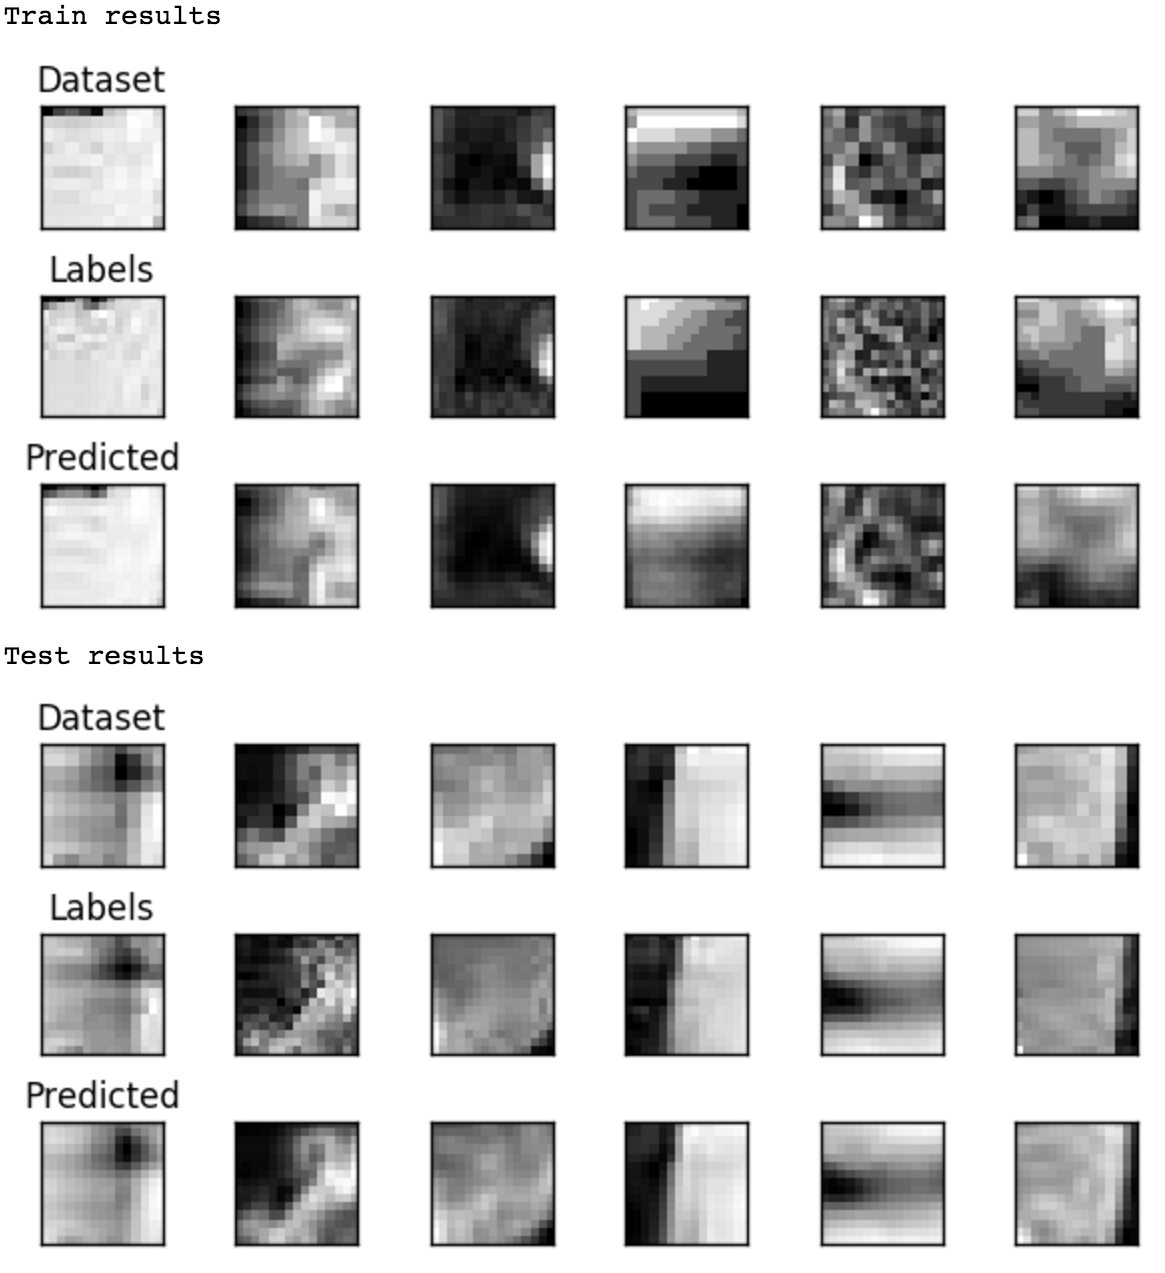 Train results
Dataset
Labels
Predicted
Test results
Dataset
Labels
Predicted